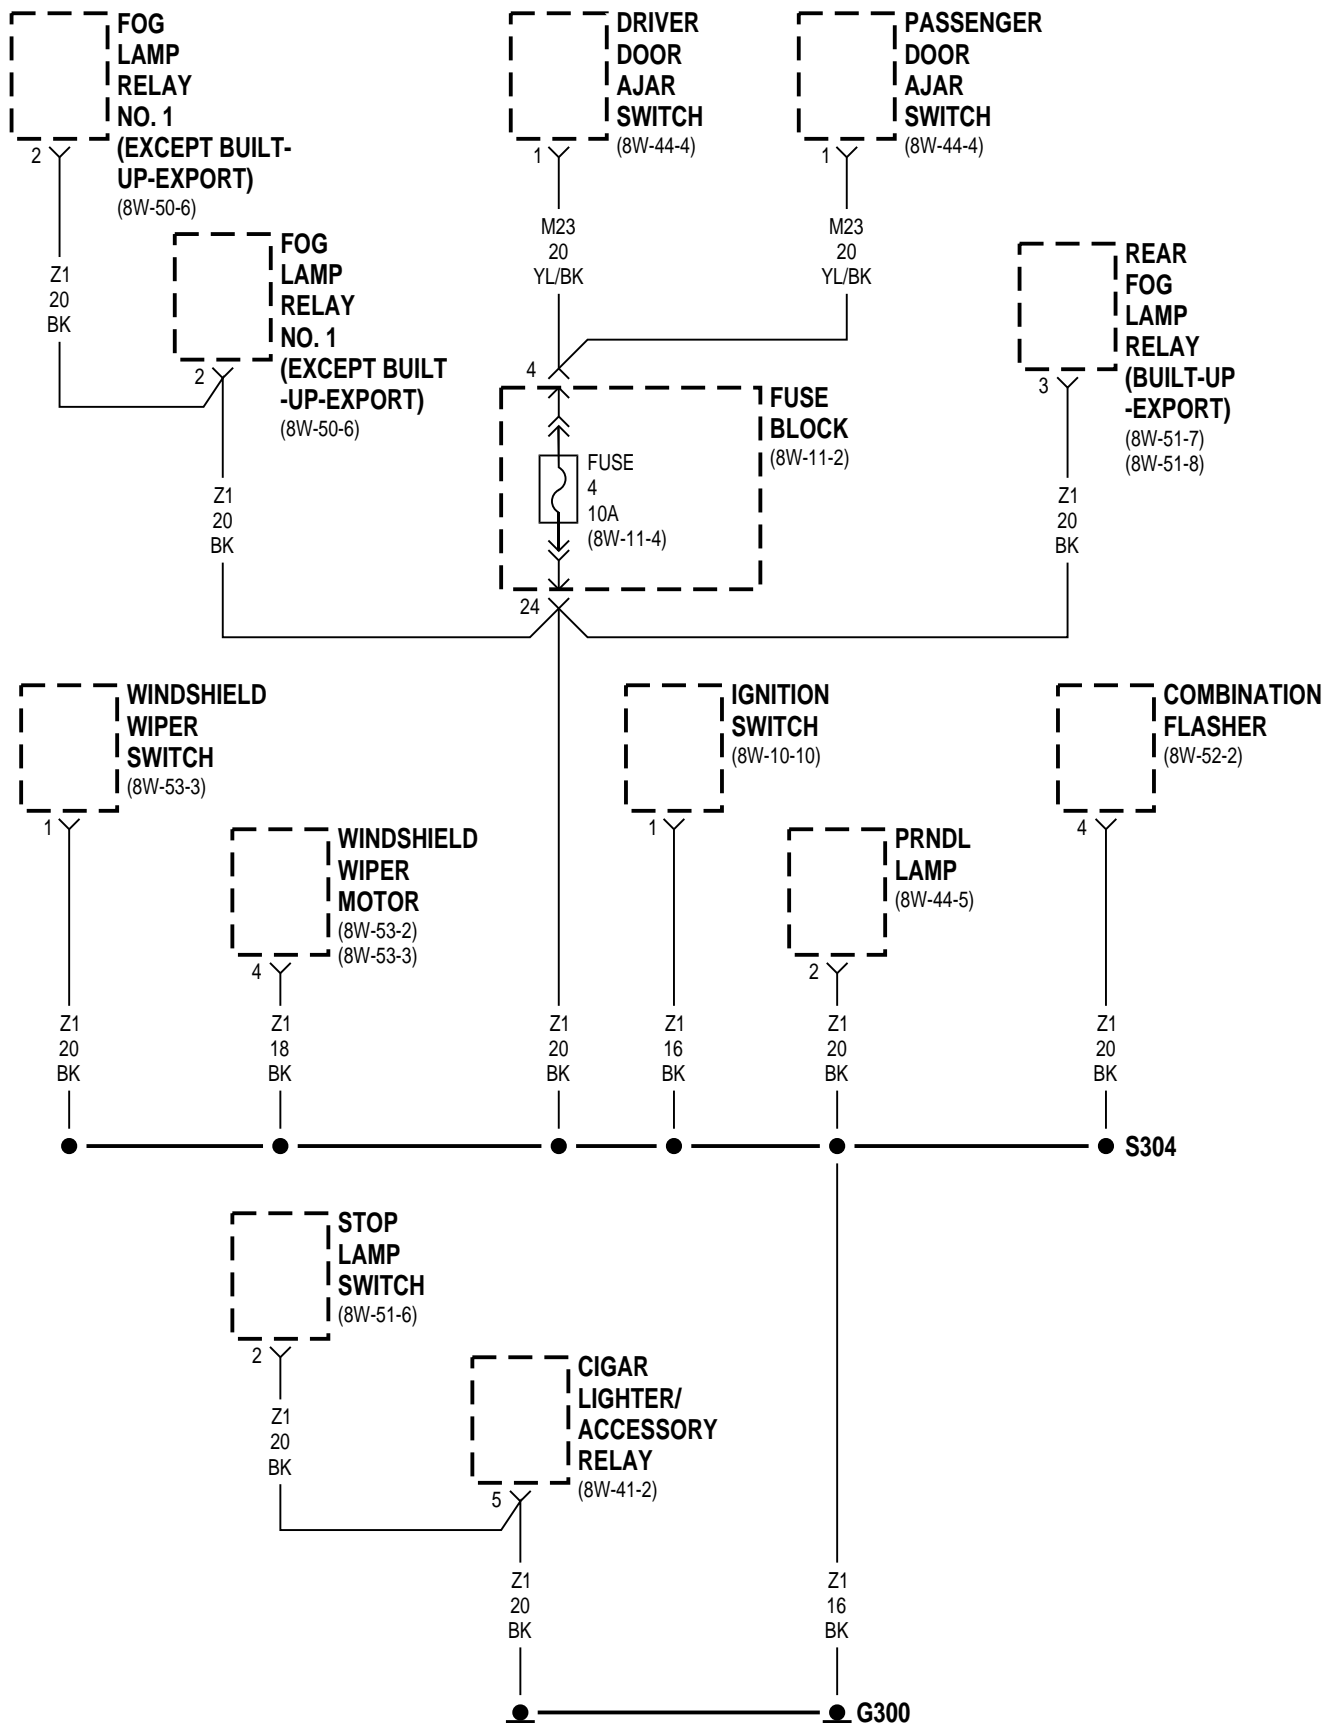 FOG
LAMP
RELAY
NO. 1
(EXCEPT BUILT-
UP-EXPORT)
(8W-50-6)
2
Z1
20
BK
FOG
LAMP
RELAY
NO. 1
(EXCEPT BUILT
-UP-EXPORT)
(8W-50-6)
2
Z1
20
BK
DRIVER
DOOR
AJAR
SWITCH
(8W-44-4)
1
M23
20
YL/BK
PASSENGER
DOOR
AJAR
SWITCH
(8W-44-4)
1
M23
20
YL/BK
4
FUSE
BLOCK
(8W-11-2)
FUSE
4
10A
(8W-11-4)
24
REAR
FOG
LAMP
RELAY
(BUILT-UP
-EXPORT)
(8W-51-7)
(8W-51-8)
3
Z1
20
BK
WINDSHIELD
WIPER
SWITCH
(8W-53-3)
1
Z1
20
BK
WINDSHIELD
WIPER
MOTOR
(8W-53-2)
(8W-53-3)
4
Z1
18
BK
Z1
20
BK
IGNITION
SWITCH
(8W-10-10)
1
Z1
16
BK
PRNDL
LAMP
(8W-44-5)
2
Z1
20
BK
COMBINATION
FLASHER
(8W-52-2)
4
Z1
20
BK
S304
STOP
LAMP
SWITCH
(8W-51-6)
2
Z1
20
BK
CIGAR
LIGHTER/
ACCESSORY
RELAY
(8W-41-2)
5
Z1
20
BK
Z1
16
BK
G300